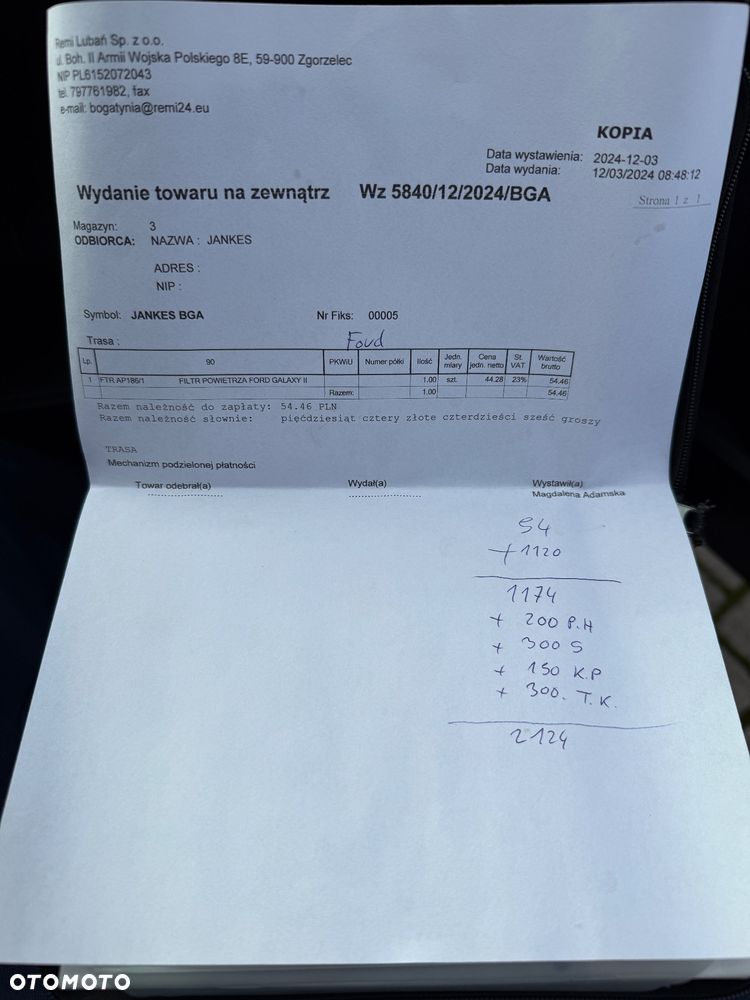 Remi Lubań Sp. z o.o.
ul. Boh. II Armii Wojska Polskiego 8E, 59-900 Zgorzelec
NIP PL6152072043
tel. 797761982, fax
e-mail: bogatynia@remi24.eu
KOPIA
Data wystawienia: 2024-12-03
Data wydania: 12/03/2024 08:48:12
Wydanie towaru na zewnątrz Wz 5840/12/2024/BGA
Strona 1 z 1
Magazyn: 3
ODBIORCA: NAZWA : JANKES
ADRES :
NIP :
Symbol: JANKES BGA Nr Fiks: 00005
Trasa : Ford
Lp. 90 PKWiU Numer półki Ilość Jedn. miary Cena jedn. netto St. VAT Wartość brutto
1 FTR AP186/1 FILTR POWIETRZA FORD GALAXY II 1.00 szt. 44.28 23% 54.46
Razem: 1.00 54.46
Razem należność do zapłaty: 54.46 PLN
Razem należność słownie: pięćdziesiąt cztery złote czterdzieści sześć groszy
TRASA
Mechanizm podzielonej płatności
Towar odebrał(a) Wydał(a) Wystawił(a)
Magdalena Adamska
54
+ 1120
1174
+ 200 P.H
+ 300 S
+ 150 K.P
+ 300. T.K.
2124
OTOMOTO